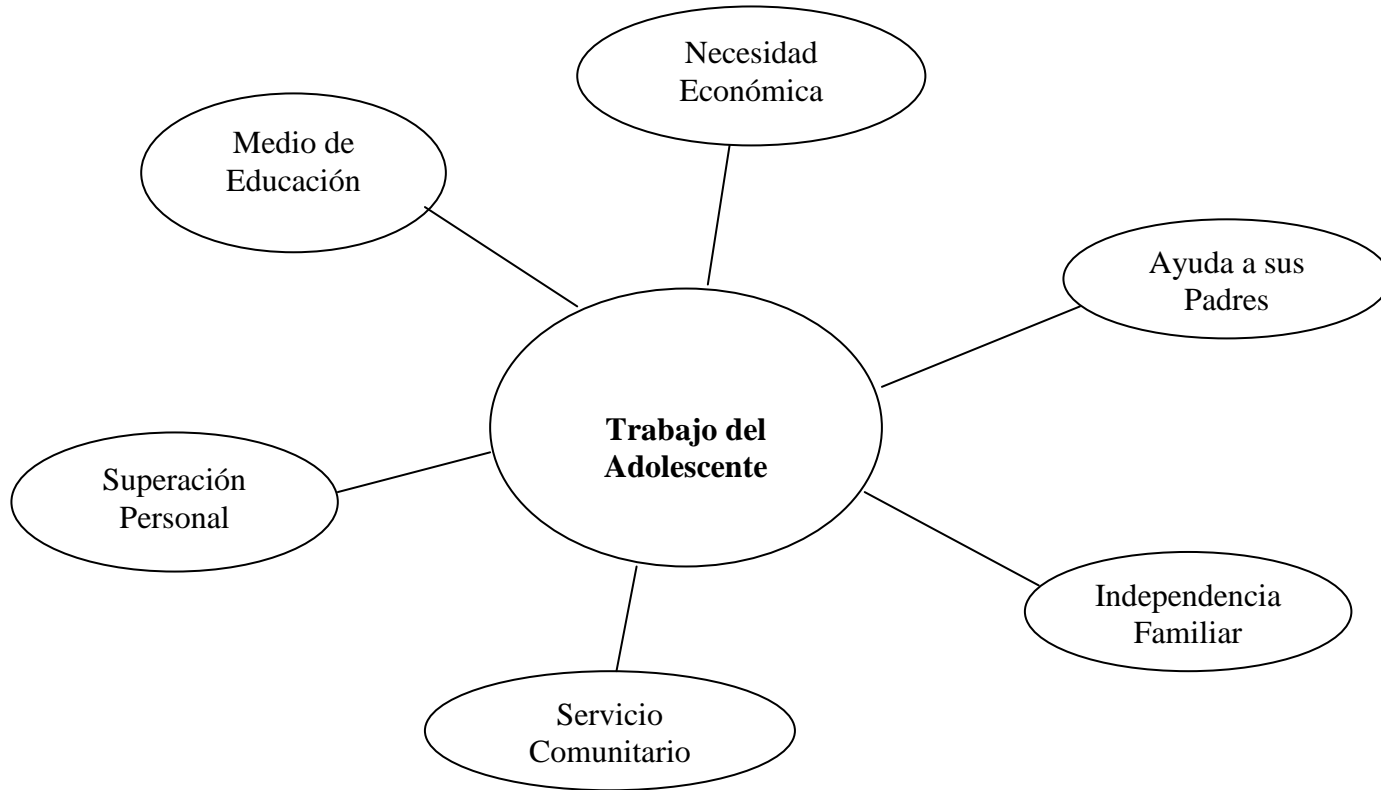 Necesidad
Económica
Medio de
Educación
Ayuda a sus
Padres
Trabajo del
Adolescente
Superación
Personal
Independencia
Familiar
Servicio
Comunitario